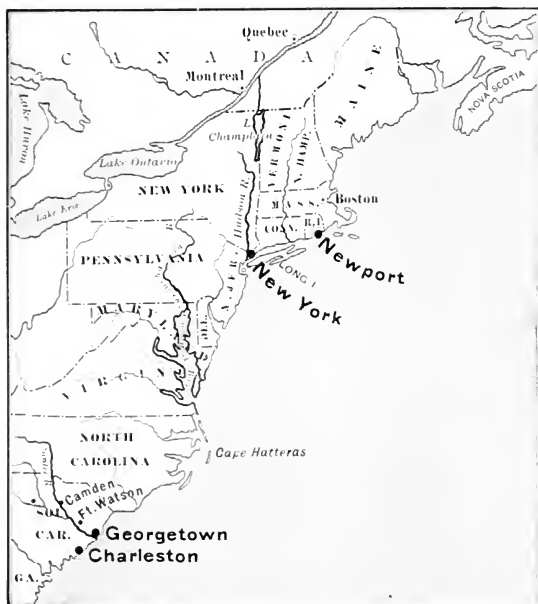 Quebec
CANADA
Montreal
Lake Huron
Lake Ontario
Lake Erie
L. Champlain
VERMONT
N. HAMP.
MAINE
NOVA SCOTIA
NEW YORK
Hudson R.
MASS.
Boston
CONN.
R.I.
Newport
New York
LONG I
PENNSYLVANIA
N. JER.
DEL.
VIRGIN
NORTH
CAROLINA
Cape Hatteras
Camden
Ft. Watson
CAR.
Georgetown
Charleston
GA.